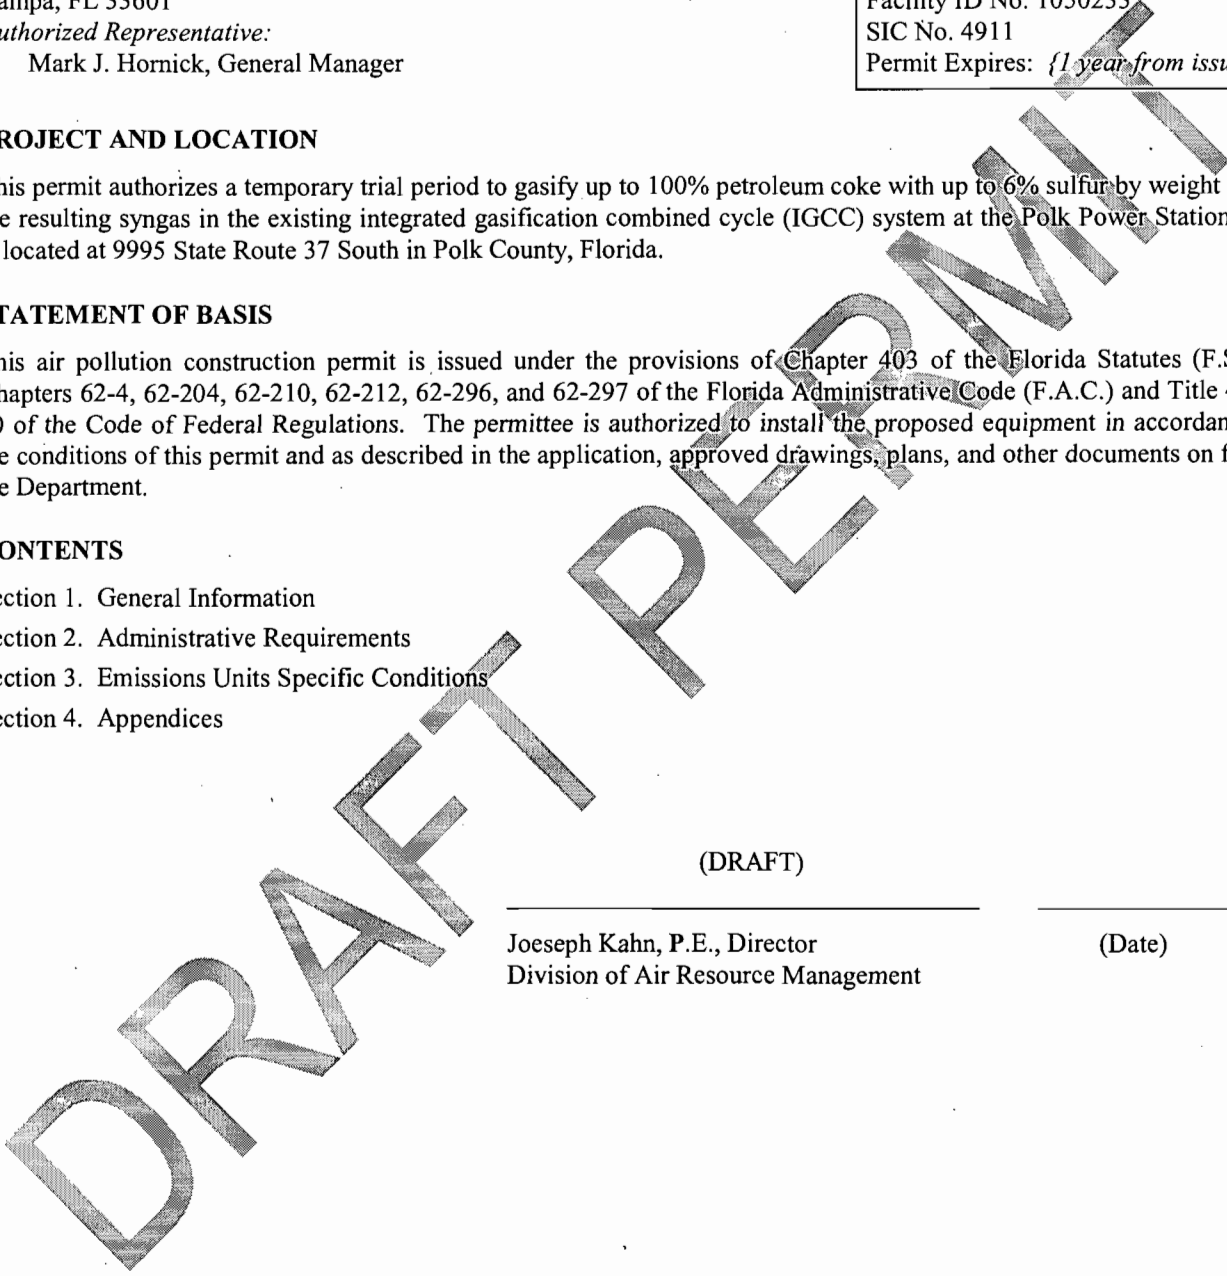 ampa, FL 33601
uthorized Representative:
Mark J. Hornick, General Manager
Facility ID No. 1050233
SIC No. 4911
Permit Expires: {1 year from issu
ROJECT AND LOCATION
his permit authorizes a temporary trial period to gasify up to 100% petroleum coke with up to 6% sulfur by weight
e resulting syngas in the existing integrated gasification combined cycle (IGCC) system at the Polk Power Station
located at 9995 State Route 37 South in Polk County, Florida.
TATEMENT OF BASIS
his air pollution construction permit is issued under the provisions of Chapter 403 of the Florida Statutes (F.S
hapters 62-4, 62-204, 62-210, 62-212, 62-296, and 62-297 of the Florida Administrative Code (F.A.C.) and Title
0 of the Code of Federal Regulations. The permittee is authorized to install the proposed equipment in accordan
e conditions of this permit and as described in the application, approved drawings, plans, and other documents on f
e Department.
ONTENTS
ection 1. General Information
ection 2. Administrative Requirements
ection 3. Emissions Units Specific Conditions
ection 4. Appendices
DRAFT PERMIT
(DRAFT)
Joeseph Kahn, P.E., Director
(Date)
Division of Air Resource Management